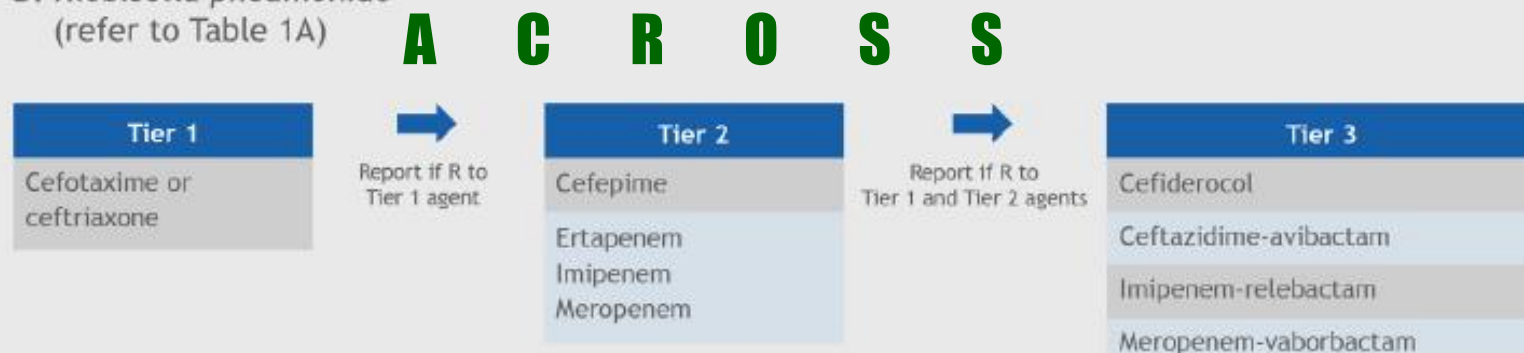 (refer to Table 1A)
A C R O S S
Tier 1
Cefotaxime or
ceftriaxone
Report if R to
Tier 1 agent
Tier 2
Cefepime
Ertapenem
Imipenem
Meropenem
Report if R to
Tier 1 and Tier 2 agents
Tier 3
Cefiderocol
Ceftazidime-avibactam
Imipenem-relebactam
Meropenem-vaborbactam